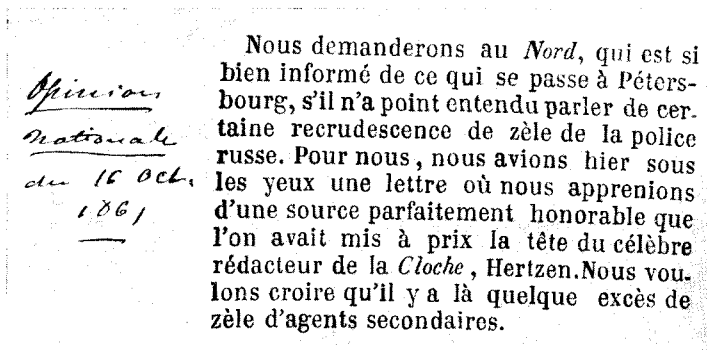 Opinion
nationale
du 16 Oct.
1861
Nous demanderons au Nord, qui est si
bien informé de ce qui se passe à Péters-
bourg, s'il n'a point entendu parler de cer-
taine recrudescence de zèle de la police
russe. Pour nous, nous avions hier sous
les yeux une lettre où nous apprenions
d'une source parfaitement honorable que
l'on avait mis à prix la tête du célèbre
rédacteur de la Cloche, Hertzen. Nous vou-
lons croire qu'il y a là quelque excès de
zèle d'agents secondaires.